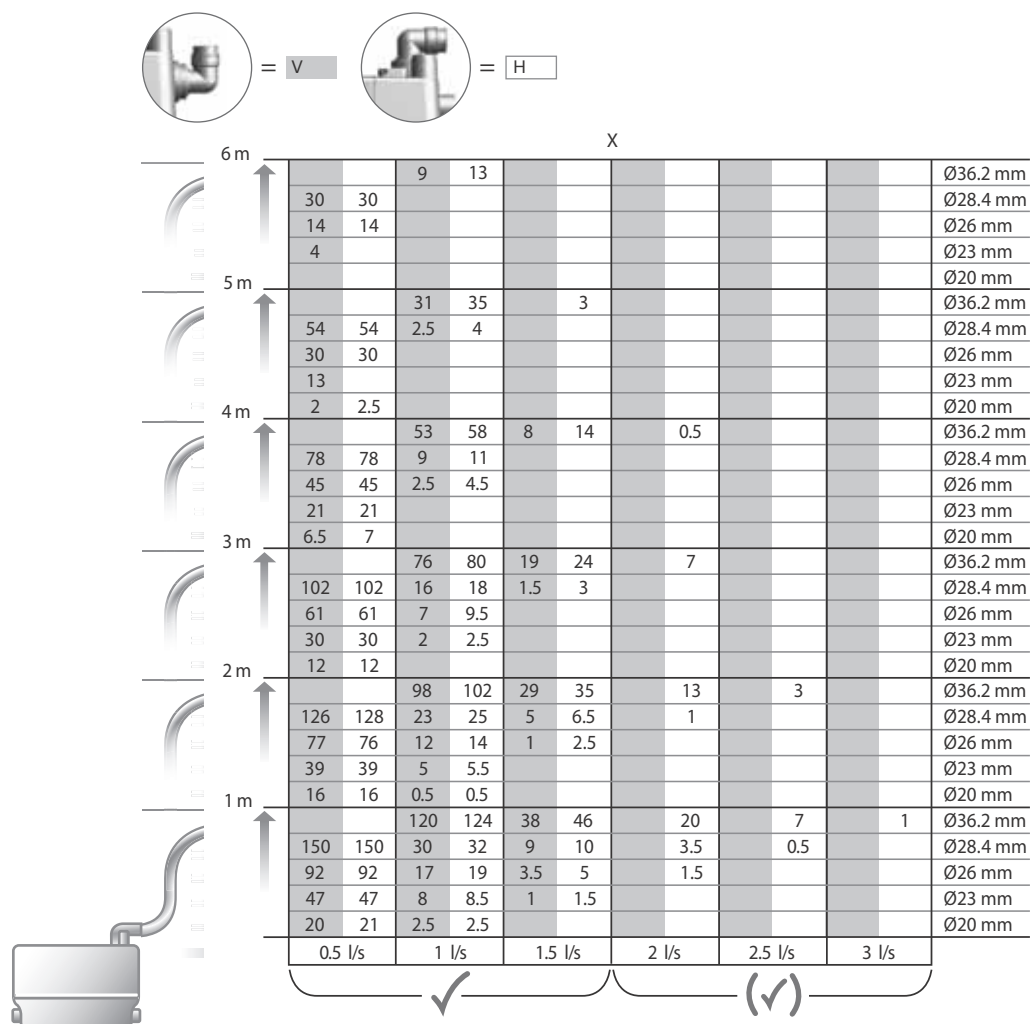 = V = H
X
6 m
9 13 Ø36.2 mm
30 30 Ø28.4 mm
14 14 Ø26 mm
4 Ø23 mm
Ø20 mm
5 m
31 35 3 Ø36.2 mm
54 54 2.5 4 Ø28.4 mm
30 30 Ø26 mm
13 Ø23 mm
2 2.5 Ø20 mm
4 m
53 58 8 14 0.5 Ø36.2 mm
78 78 9 11 Ø28.4 mm
45 45 2.5 4.5 Ø26 mm
21 21 Ø23 mm
6.5 7 Ø20 mm
3 m
76 80 19 24 7 Ø36.2 mm
102 102 16 18 1.5 3 Ø28.4 mm
61 61 7 9.5 Ø26 mm
30 30 2 2.5 Ø23 mm
12 12 Ø20 mm
2 m
98 102 29 35 13 3 Ø36.2 mm
126 128 23 25 5 6.5 1 Ø28.4 mm
77 76 12 14 1 2.5 Ø26 mm
39 39 5 5.5 Ø23 mm
16 16 0.5 0.5 Ø20 mm
1 m
120 124 38 46 20 7 1 Ø36.2 mm
150 150 30 32 9 10 3.5 0.5 Ø28.4 mm
92 92 17 19 3.5 5 1.5 Ø26 mm
47 47 8 8.5 1 1.5 Ø23 mm
20 21 2.5 2.5 Ø20 mm
0.5 l/s 1 l/s 1.5 l/s 2 l/s 2.5 l/s 3 l/s
✓ (✓)